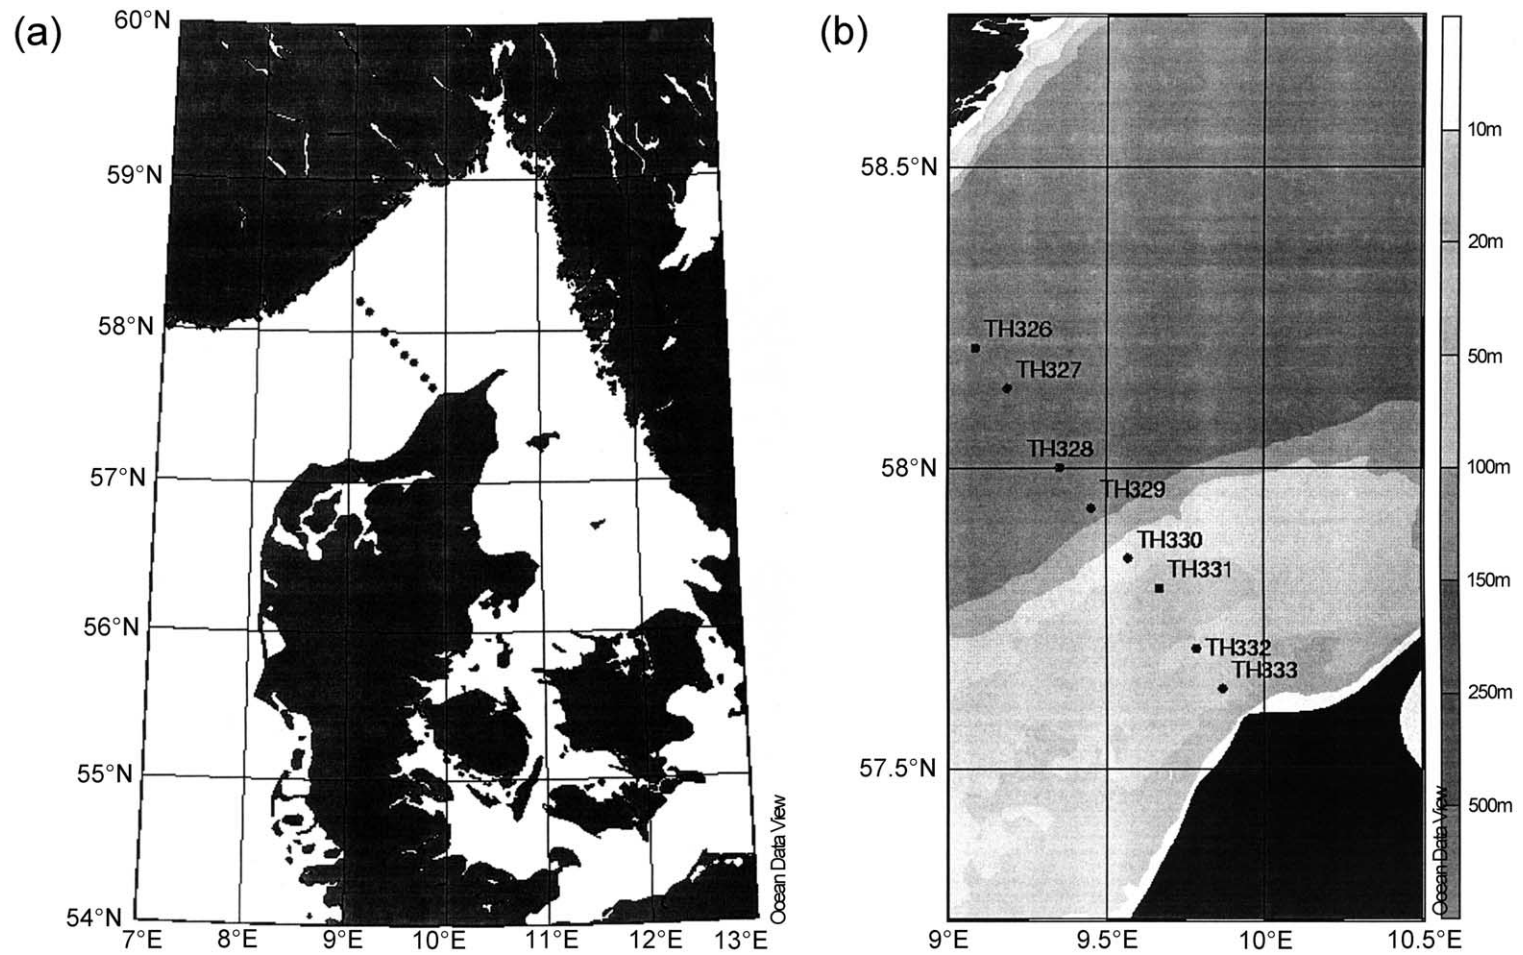 (a)
60°N
59°N
58°N
57°N
56°N
55°N
54°N
7°E
8°E
9°E
10°E
11°E
12°E
13°E
Ocean Data View
(b)
58.5°N
58°N
57.5°N
9°E
9.5°E
10°E
10.5°E
TH326
TH327
TH328
TH329
TH330
TH331
TH332
TH333
10m
20m
50m
100m
150m
250m
500m
Ocean Data View